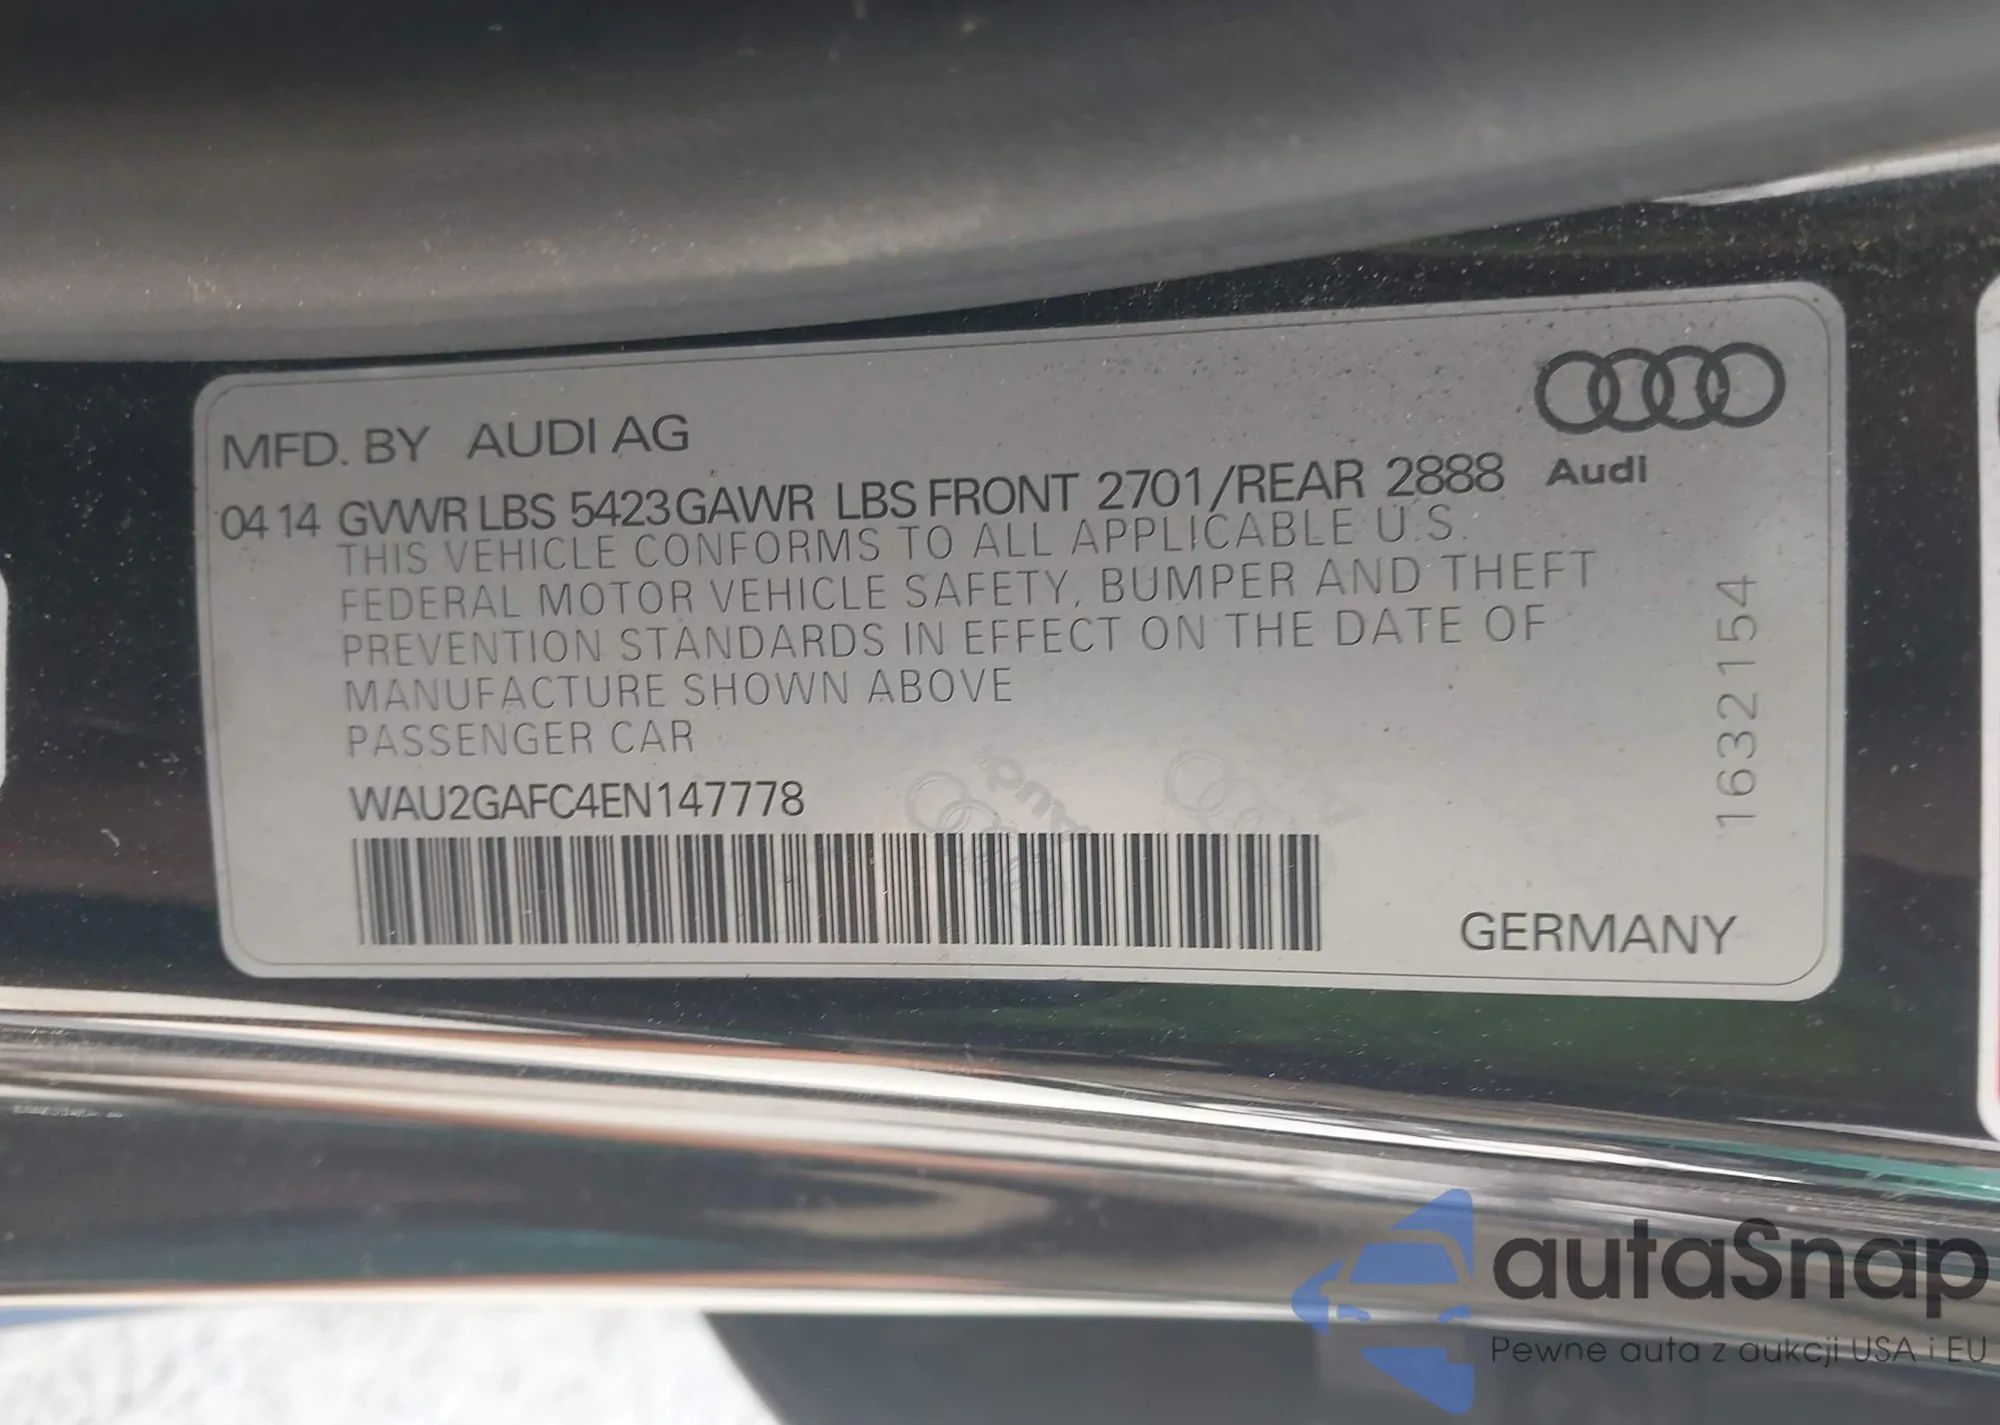 MFD. BY AUDI AG
04 14 GVWR LBS 5423 GAWR LBS FRONT 2701/REAR 2888
Audi
THIS VEHICLE CONFORMS TO ALL APPLICABLE U.S.
FEDERAL MOTOR VEHICLE SAFETY, BUMPER AND THEFT
PREVENTION STANDARDS IN EFFECT ON THE DATE OF
MANUFACTURE SHOWN ABOVE
PASSENGER CAR
WAU2GAFC4EN147778
1632154
GERMANY
Audi
autaSnap
Pewne auta z aukcji USA i EU